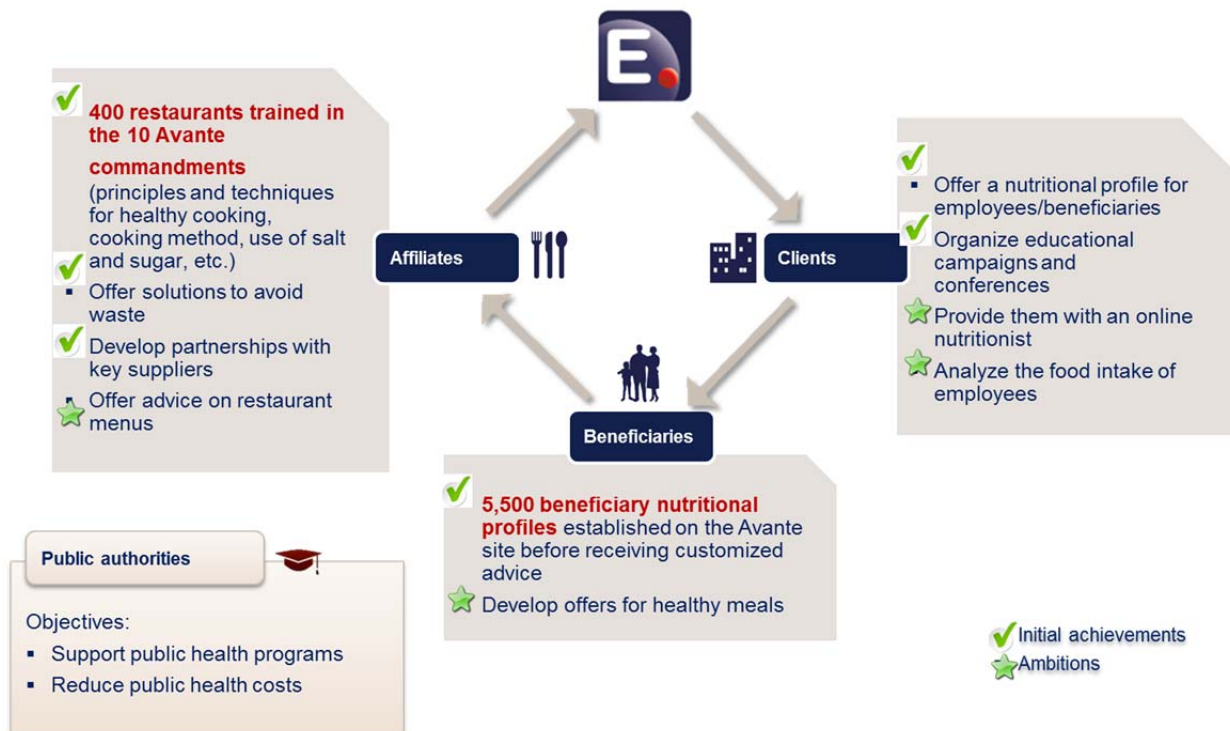 E.
400 restaurants trained in
the 10 Avante
commandments
(principles and techniques
for healthy cooking,
cooking method, use of salt
and sugar, etc.)
▪ Offer solutions to avoid
waste
▪ Develop partnerships with
key suppliers
▪ Offer advice on restaurant
menus
Affiliates
Clients
▪ Offer a nutritional profile for
employees/beneficiaries
▪ Organize educational
campaigns and
conferences
Provide them with an online
nutritionist
Analyze the food intake of
employees
Beneficiaries
5,500 beneficiary nutritional
profiles established on the Avante
site before receiving customized
advice
Develop offers for healthy meals
Public authorities
Objectives:
▪ Support public health programs
▪ Reduce public health costs
Initial achievements
Ambitions